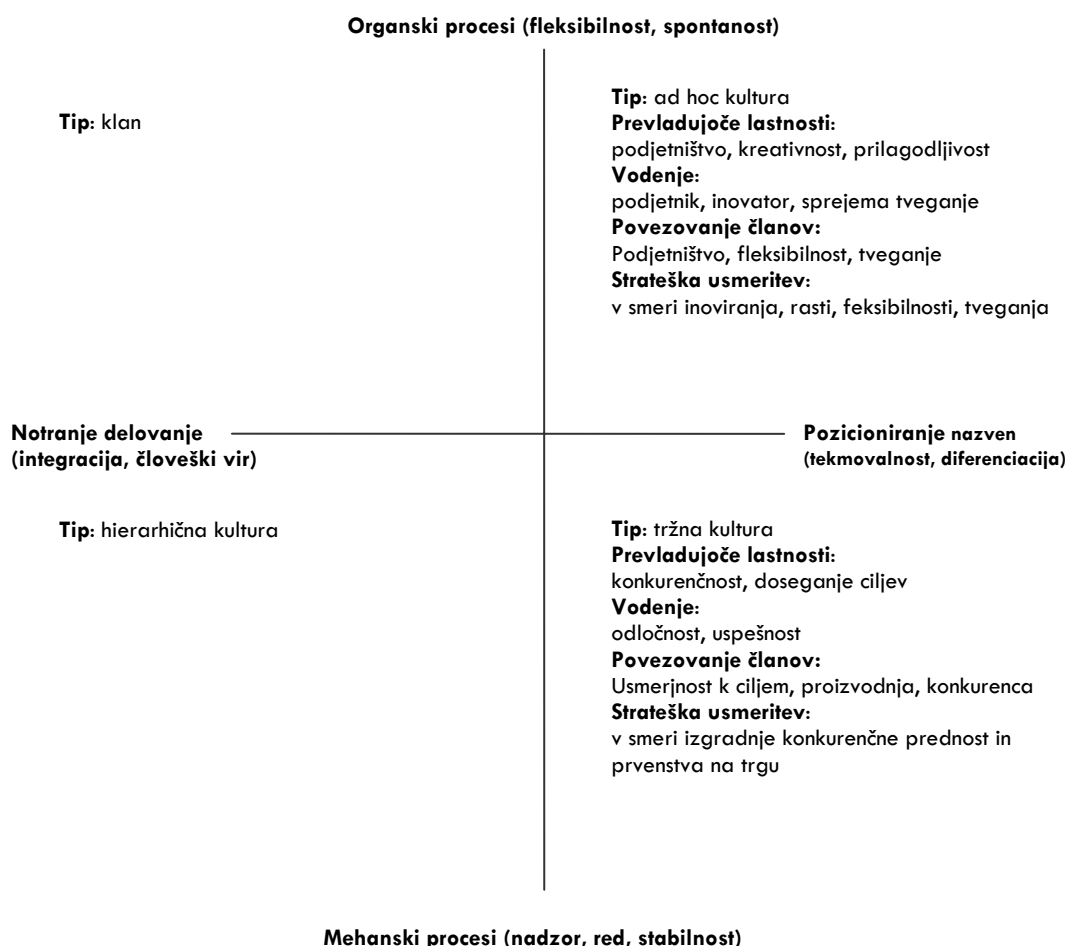 Organski procesi (fleksibilnost, spontanost)
Tip: klan
Tip: ad hoc kultura
Prevladujoče lastnosti:
podjetništvo, kreativnost, prilagodljivost
Vodenje:
podjetnik, inovator, sprejema tveganje
Povezovanje članov:
Podjetništvo, fleksibilnost, tveganje
Strateška usmeritev:
v smeri inoviranja, rasti, feksibilnosti, tveganja
Notranje delovanje
(integracija, človeški vir)
Pozicioniranje nazven
(tekmovalnost, diferenciacija)
Tip: hierarhična kultura
Tip: tržna kultura
Prevladujoče lastnosti:
konkurenčnost, doseganje ciljev
Vodenje:
odločnost, uspešnost
Povezovanje članov:
Usmerjnost k ciljem, proizvodnja, konkurenca
Strateška usmeritev:
v smeri izgradnje konkurenčne prednost in
prvenstva na trgu
Mehanski procesi (nadzor, red, stabilnost)